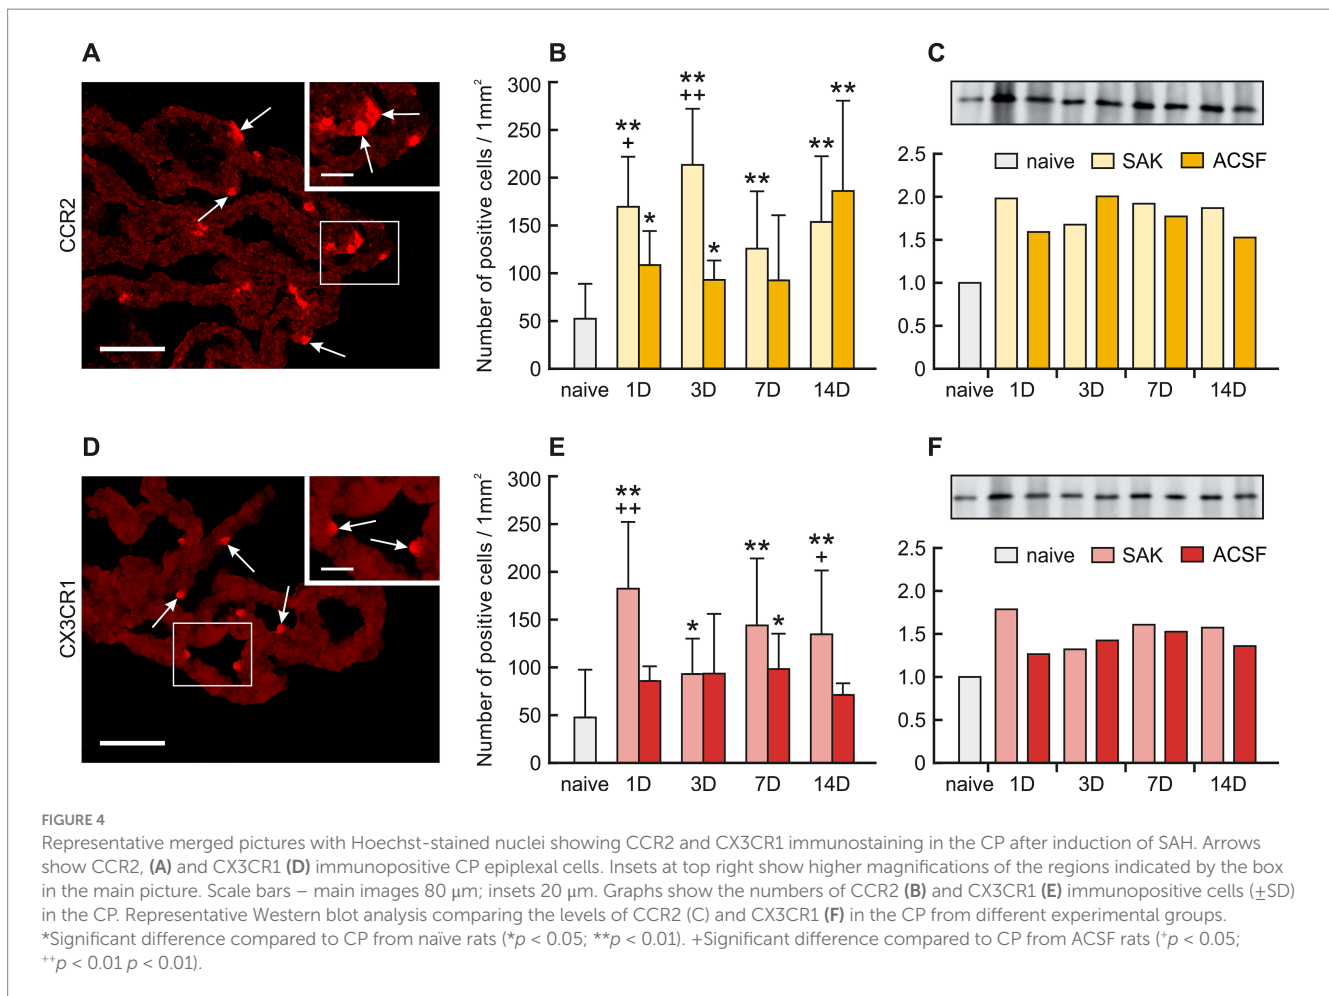 A
B
C
CCR2
Number of positive cells / 1mm²
300
250
200
150
100
50
0
**
+
*
**
++
*
**
**
**
naive 1D 3D 7D 14D
2.5
2.0
1.5
1.0
0.5
0
naive SAK ACSF
naive 1D 3D 7D 14D
D
E
F
CX3CR1
Number of positive cells / 1mm²
300
250
200
150
100
50
0
**
++
*
**
*
**
+
naive 1D 3D 7D 14D
2.5
2.0
1.5
1.0
0.5
0
naive SAK ACSF
naive 1D 3D 7D 14D
FIGURE 4
Representative merged pictures with Hoechst-stained nuclei showing CCR2 and CX3CR1 immunostaining in the CP after induction of SAH. Arrows
show CCR2, (A) and CX3CR1 (D) immunopositive CP epiplexal cells. Insets at top right show higher magnifications of the regions indicated by the box
in the main picture. Scale bars – main images 80 μm; insets 20 μm. Graphs show the numbers of CCR2 (B) and CX3CR1 (E) immunopositive cells (±SD)
in the CP. Representative Western blot analysis comparing the levels of CCR2 (C) and CX3CR1 (F) in the CP from different experimental groups.
*Significant difference compared to CP from naïve rats (*p < 0.05; **p < 0.01). +Significant difference compared to CP from ACSF rats (⁺p < 0.05;
⁺⁺p < 0.01 p < 0.01).